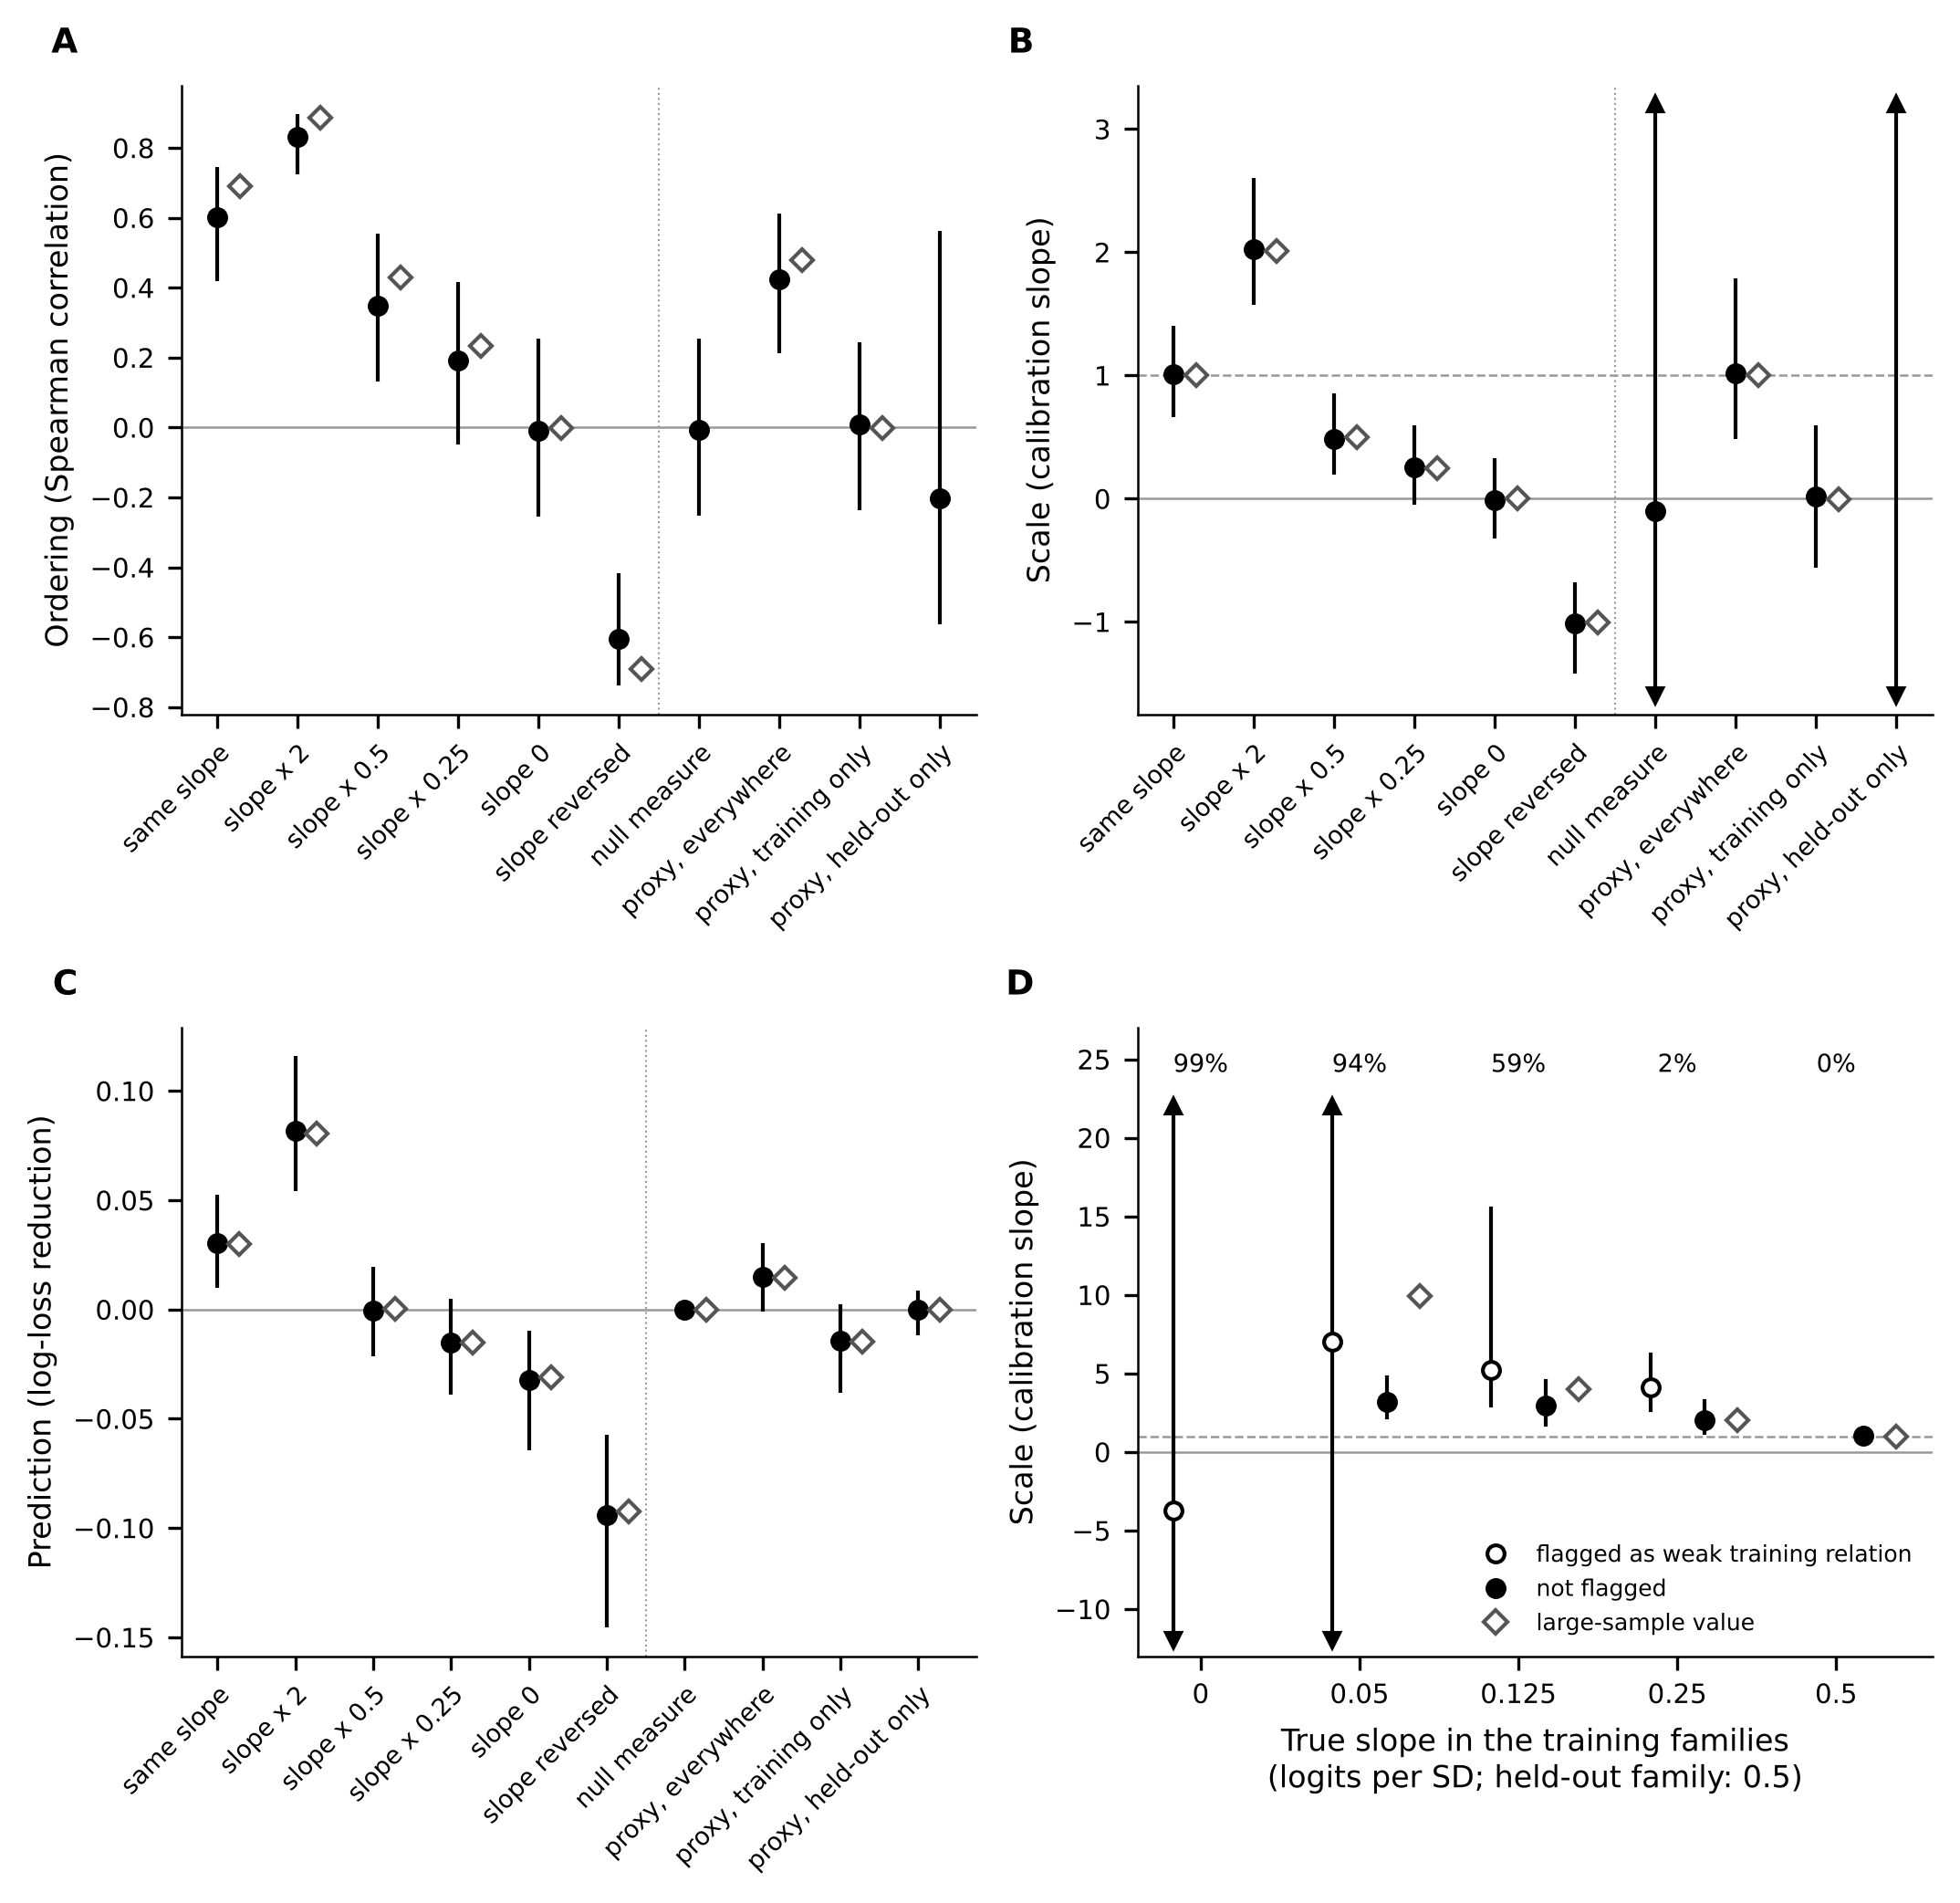 A
Ordering (Spearman correlation)
0.8
0.6
0.4
0.2
0.0
−0.2
−0.4
−0.6
−0.8
same slope
slope x 2
slope x 0.5
slope x 0.25
slope 0
slope reversed
null measure
proxy, everywhere
proxy, training only
proxy, held-out only
B
Scale (calibration slope)
3
2
1
0
−1
same slope
slope x 2
slope x 0.5
slope x 0.25
slope 0
slope reversed
null measure
proxy, everywhere
proxy, training only
proxy, held-out only
C
Prediction (log-loss reduction)
0.10
0.05
0.00
−0.05
−0.10
−0.15
same slope
slope x 2
slope x 0.5
slope x 0.25
slope 0
slope reversed
null measure
proxy, everywhere
proxy, training only
proxy, held-out only
D
Scale (calibration slope)
25
20
15
10
5
0
−5
−10
99%
94%
59%
2%
0%
flagged as weak training relation
not flagged
large-sample value
0
0.05
0.125
0.25
0.5
True slope in the training families
(logits per SD; held-out family: 0.5)